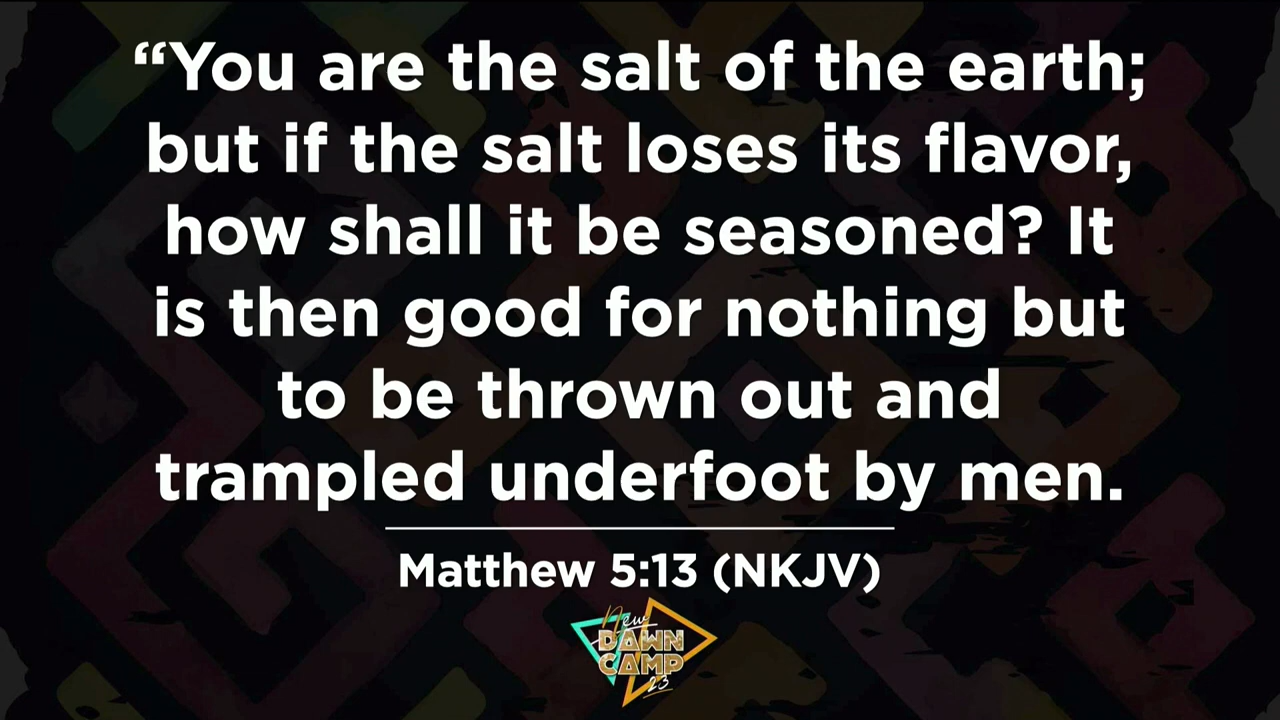 “You are the salt of the earth;
but if the salt loses its flavor,
how shall it be seasoned? It
is then good for nothing but
to be thrown out and
trampled underfoot by men.
Matthew 5:13 (NKJV)
New
DAWN
CAMP
23